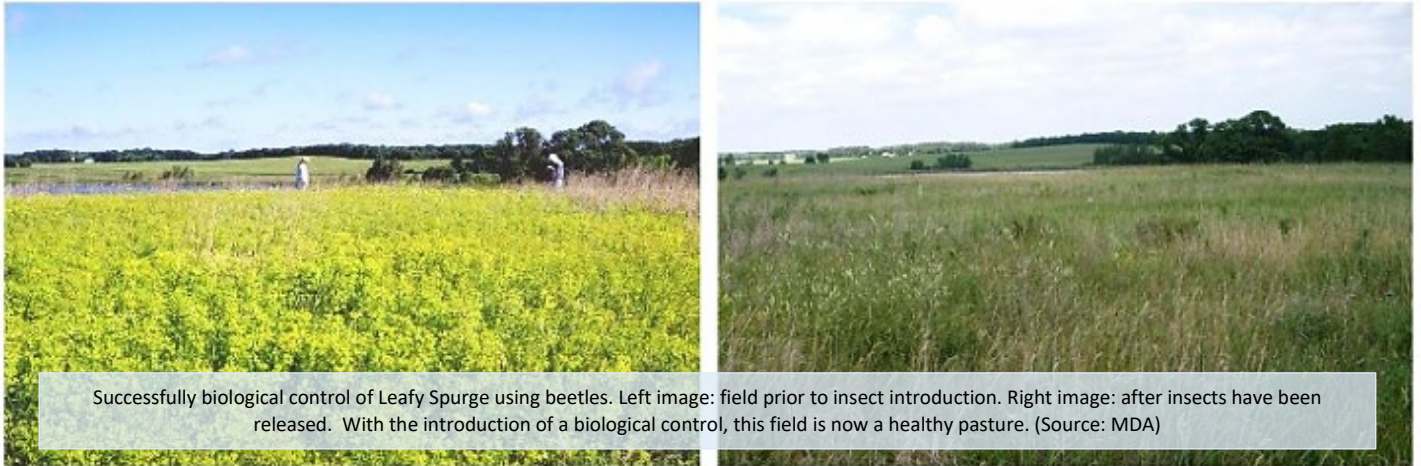 Successfully biological control of Leafy Spurge using beetles. Left image: field prior to insect introduction. Right image: after insects have been
released.  With the introduction of a biological control, this field is now a healthy pasture. (Source: MDA)